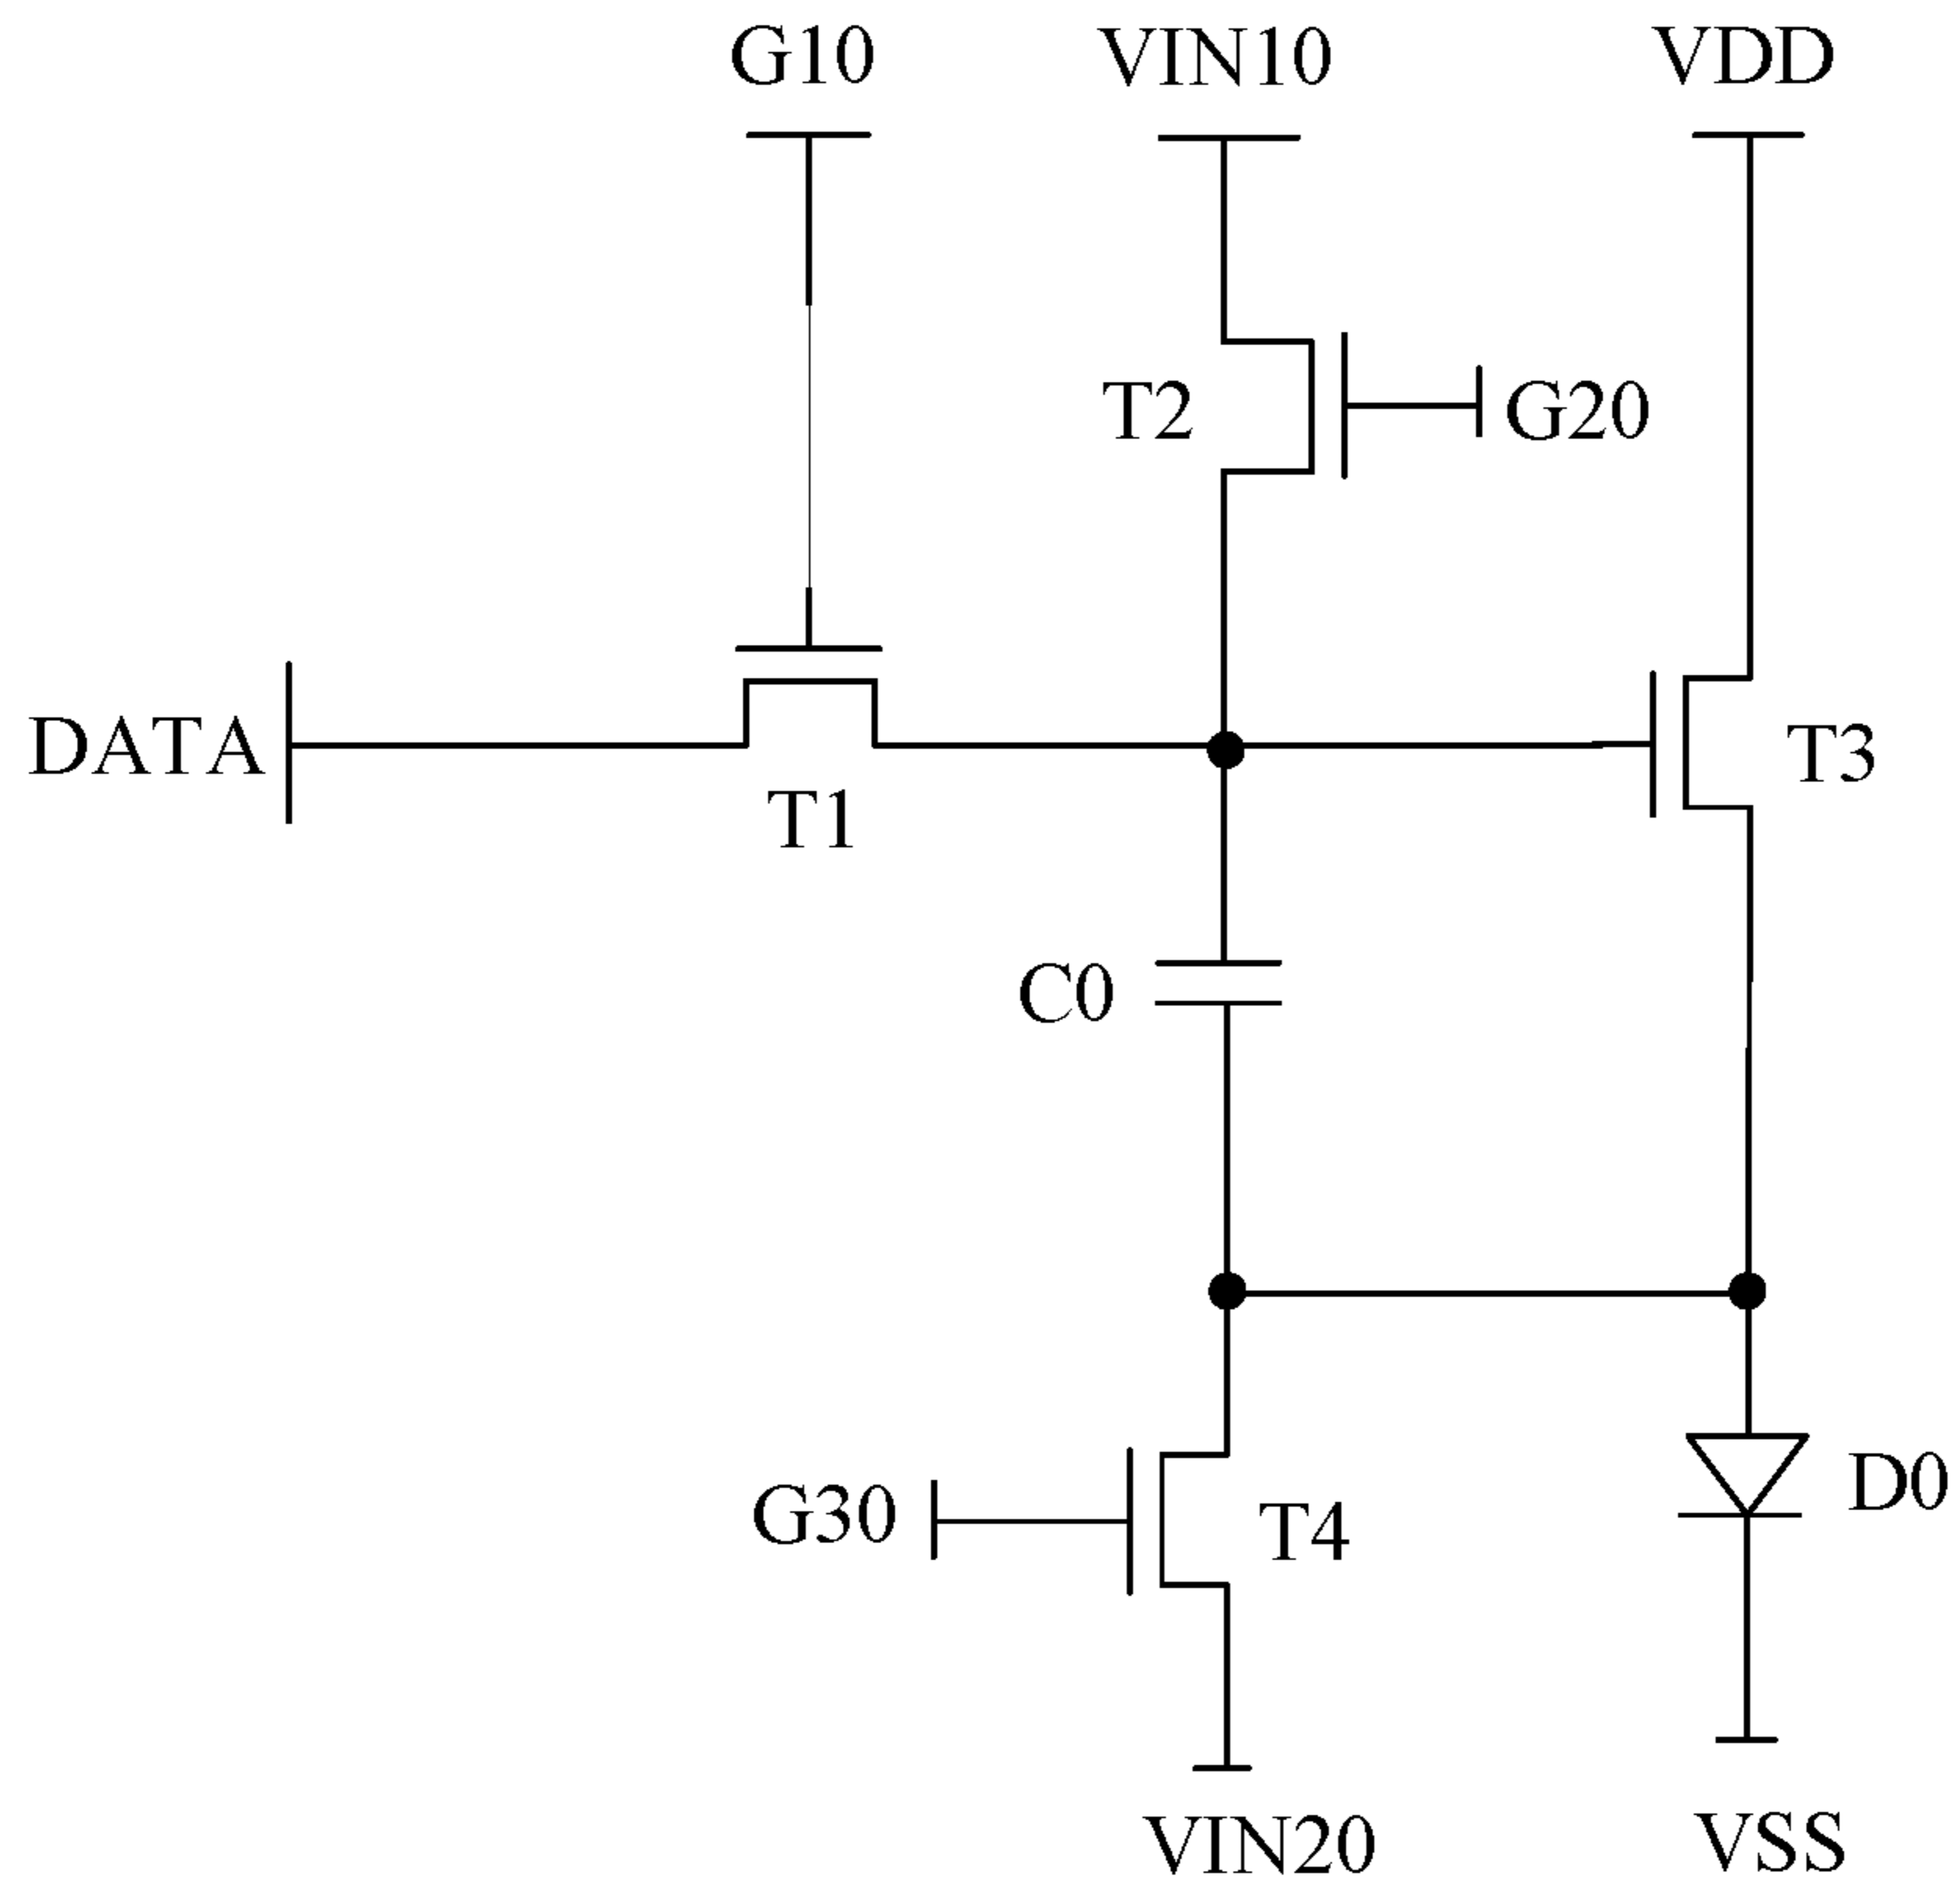 G10 VIN10 VDD
T2 G20
DATA T3
T1
C0
G30 T4 D0
VIN20 VSS